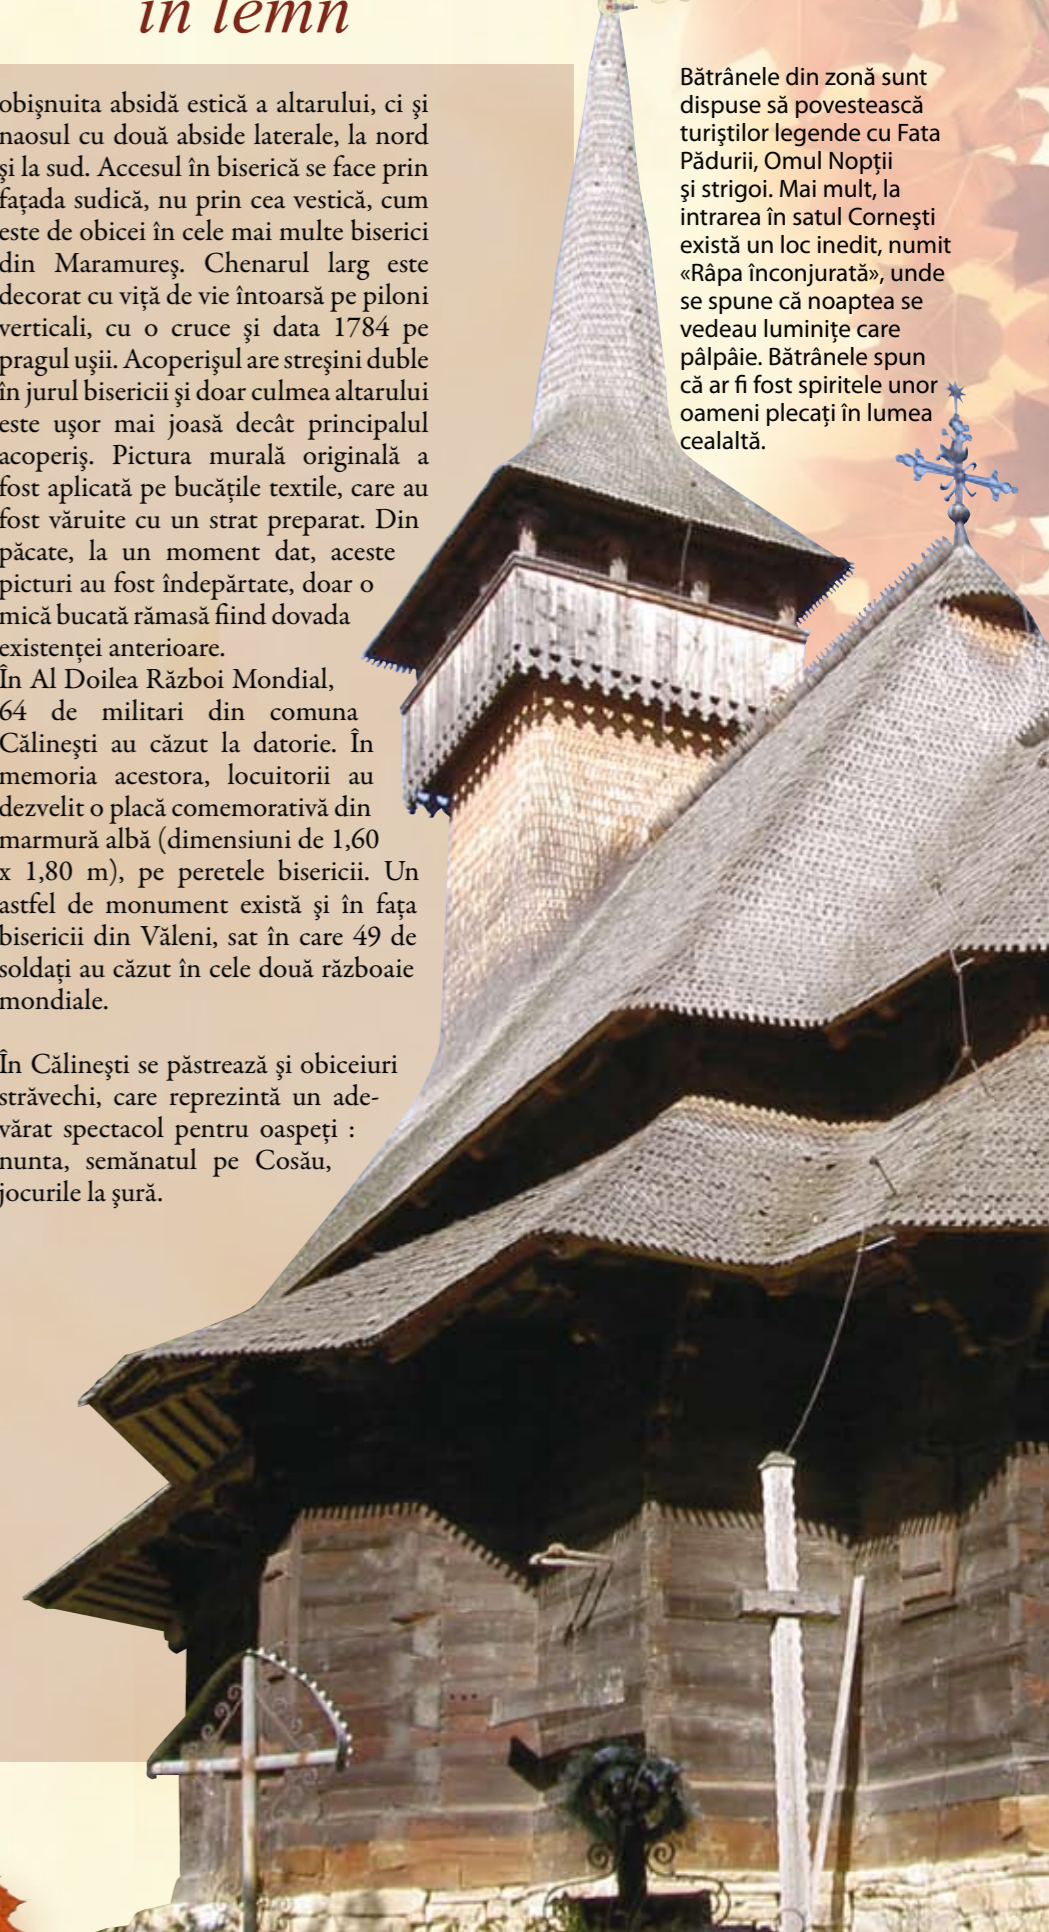 in lemn
obişnuita absidă estică a altarului, ci şi
naosul cu două abside laterale, la nord
şi la sud. Accesul în biserică se face prin
faţada sudică, nu prin cea vestică, cum
este de obicei în cele mai multe biserici
din Maramureş. Chenarul larg este
decorat cu viţă de vie întoarsă pe piloni
verticali, cu o cruce şi data 1784 pe
pragul uşii. Acoperişul are streşini duble
în jurul bisericii şi doar culmea altarului
este uşor mai joasă decât principalul
acoperiş. Pictura murală originală a
fost aplicată pe bucăţile textile, care au
fost văruite cu un strat preparat. Din
păcate, la un moment dat, aceste
picturi au fost îndepărtate, doar o
mică bucată rămasă fiind dovada
existenţei anterioare.
În Al Doilea Război Mondial,
64 de militari din comuna
Călineşti au căzut la datorie. În
memoria acestora, locuitorii au
dezvelit o placă comemorativă din
marmură albă (dimensiuni de 1,60
x 1,80 m), pe peretele bisericii. Un
astfel de monument există şi în faţa
bisericii din Văleni, sat în care 49 de
soldaţi au căzut în cele două războaie
mondiale.
În Călineşti se păstrează şi obiceiuri
străvechi, care reprezintă un ade-
vărat spectacol pentru oaspeţi :
nunta, semănatul pe Cosău,
jocurile la şură.
Bătrânele din zonă sunt
dispuse să povestească
turiştilor legende cu Fata
Pădurii, Omul Nopţii
şi strigoi. Mai mult, la
intrarea în satul Corneşti
există un loc inedit, numit
«Râpa înconjurată», unde
se spune că noaptea se
vedeau luminiţe care
pâlpâie. Bătrânele spun
că ar fi fost spiritele unor
oameni plecaţi în lumea
cealaltă.